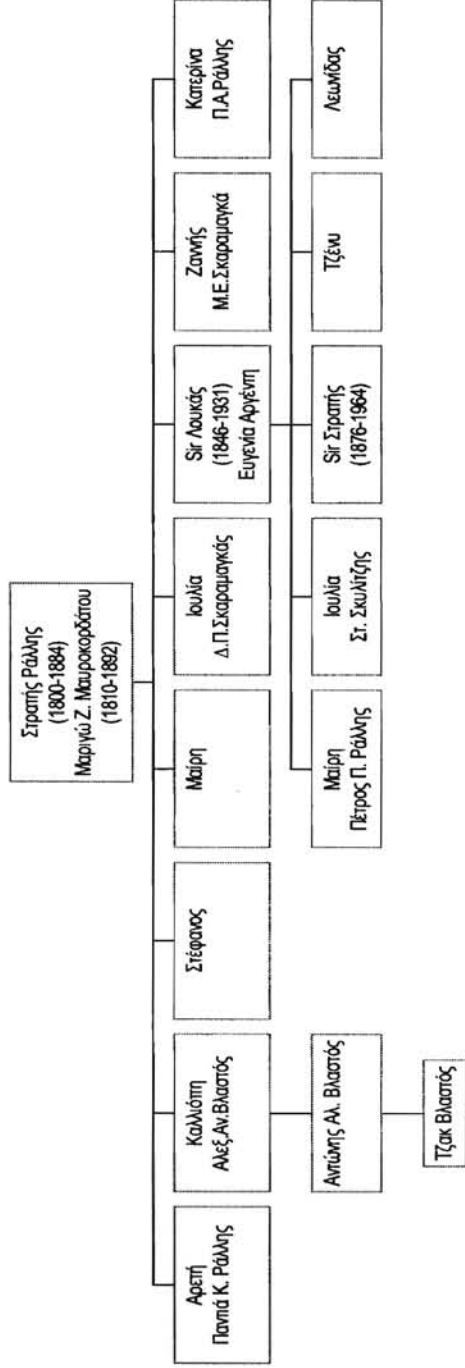 Στρατής Ράλλης
(1800-1884)
Μαριγώ Ζ. Μαυροκορδάτου
(1810-1892)
Αρετή
Παντιά Κ. Ράλλης
Καλλιόπη
Αλεξ.Αν.Βλαστός
Στέφανος
Μαίρη
Ιουλία
Δ.Π.Σκαραμαγκάς
Sir Λουκάς
(1846-1931)
Ευγενία Αργέντη
Ζαννής
Μ.Ε.Σκαραμαγκά
Κατερίνα
Π.Α.Ράλλης
Αντώνης Αλ. Βλαστός
Μαίρη
Πέτρος Π. Ράλλης
Ιουλία
Στ. Σκυλίτζης
Sir Στρατής
(1876-1964)
Τζένυ
Λεωνίδας
Τζακ Βλαστός